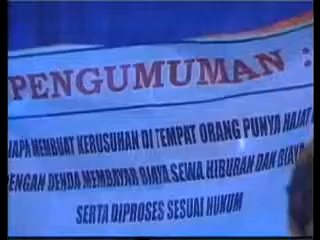 PENGUMUMAN :
IAPA MEMBUAT KERUSUHAN DI TEMPAT ORANG PUNYA HAJAT
DENGAN DENDA MEMBAYAR BIAYA SEWA HIBURAN DAN BIAYA
SERTA DIPROSES SESUAI HUKUM